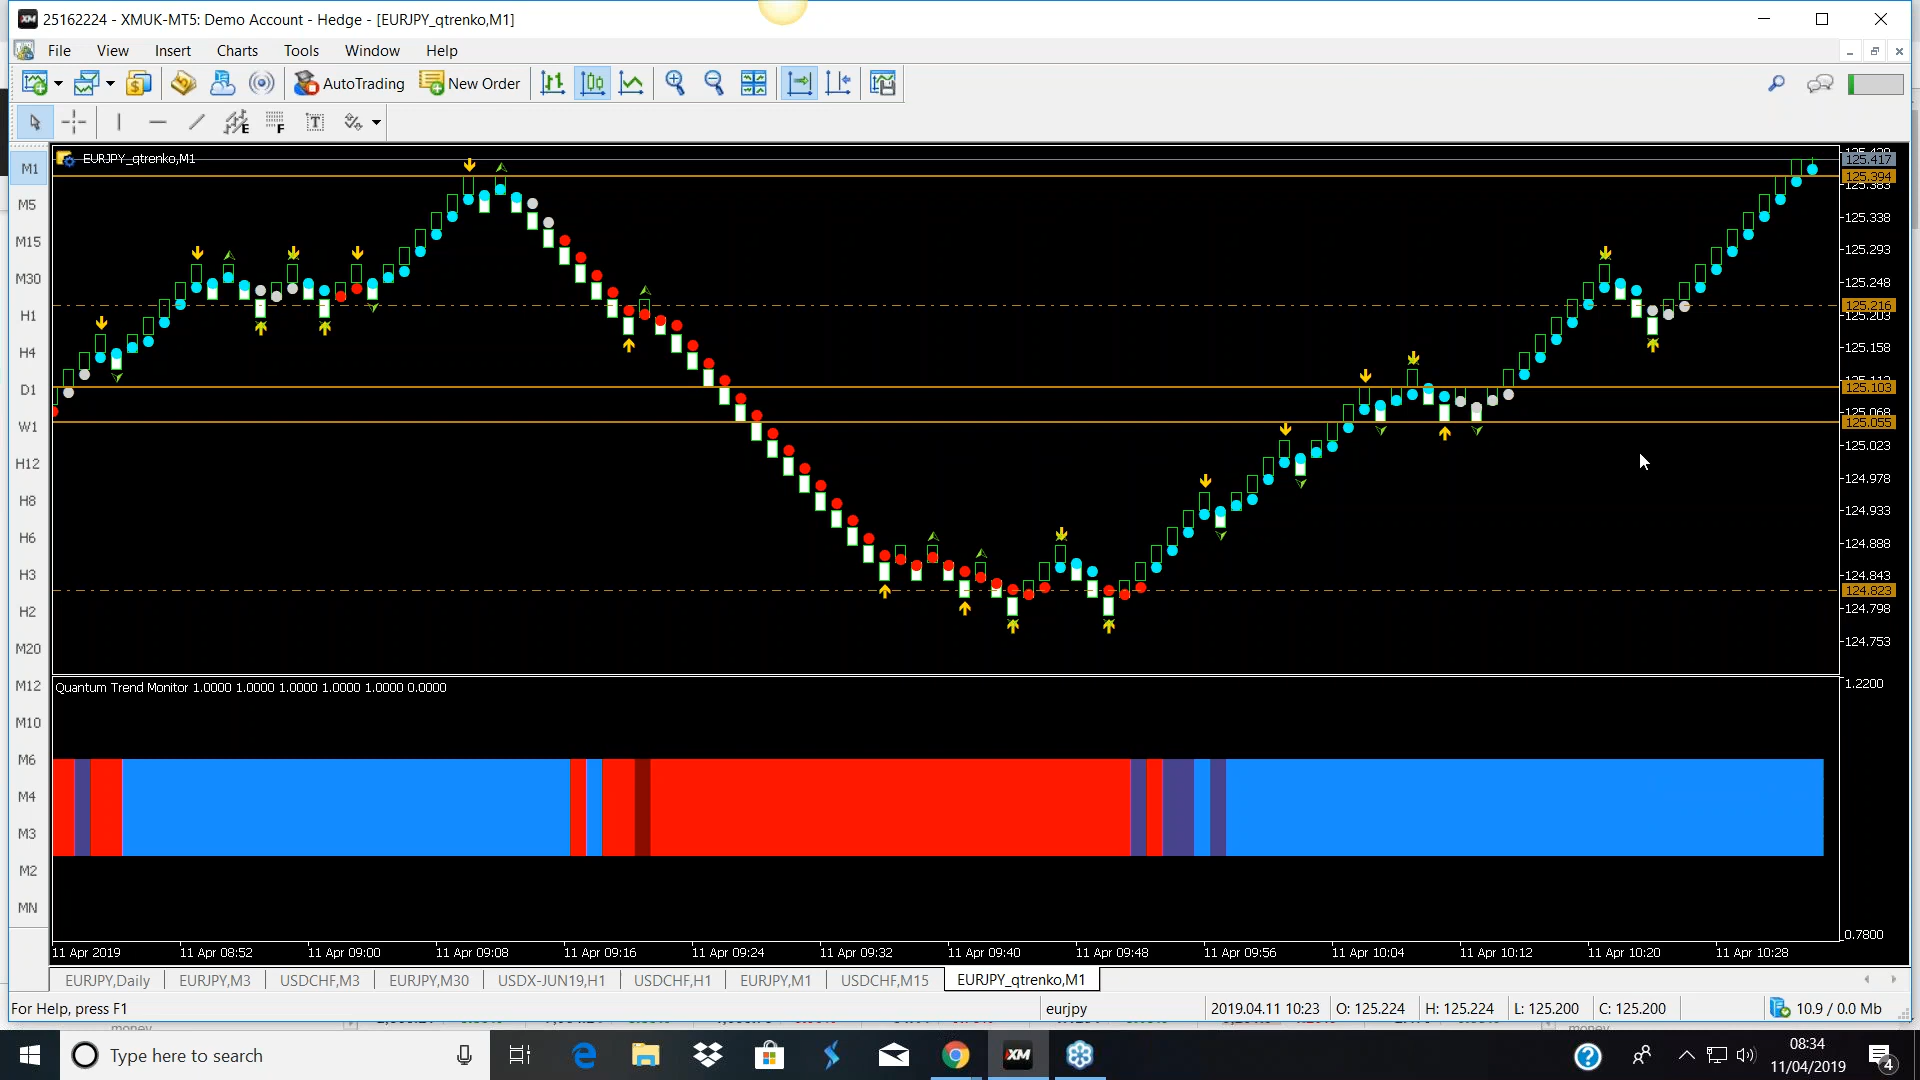 25162224 - XMUK-MT5: Demo Account - Hedge - [EURJPY_qtrenko,M1]
File View Insert Charts Tools Window Help
AutoTrading New Order
E F T
EURJPY_qtrenko,M1
M1
M5
M15
M30
H1
H4
D1
W1
H12
H8
H6
H3
H2
M20
M12
M10
M6
M4
M3
M2
MN
125.417
125.394
125.383
125.338
125.293
125.248
125.216
125.203
125.158
125.103
125.068
125.055
125.023
124.978
124.933
124.888
124.843
124.823
124.798
124.753
Quantum Trend Monitor 1.0000 1.0000 1.0000 1.0000 1.0000 0.0000
1.2200
0.7800
11 Apr 2019 11 Apr 08:52 11 Apr 09:00 11 Apr 09:08 11 Apr 09:16 11 Apr 09:24 11 Apr 09:32 11 Apr 09:40 11 Apr 09:48 11 Apr 09:56 11 Apr 10:04 11 Apr 10:12 11 Apr 10:20 11 Apr 10:28
EURJPY,Daily EURJPY,M3 USDCHF,M3 EURJPY,M30 USDX-JUN19,H1 USDCHF,H1 EURJPY,M1 USDCHF,M15 EURJPY_qtrenko,M1
For Help, press F1 eurjpy 2019.04.11 10:23 O: 125.224 H: 125.224 L: 125.200 C: 125.200 10.9 / 0.0 Mb
Type here to search
XM
08:34
11/04/2019
4